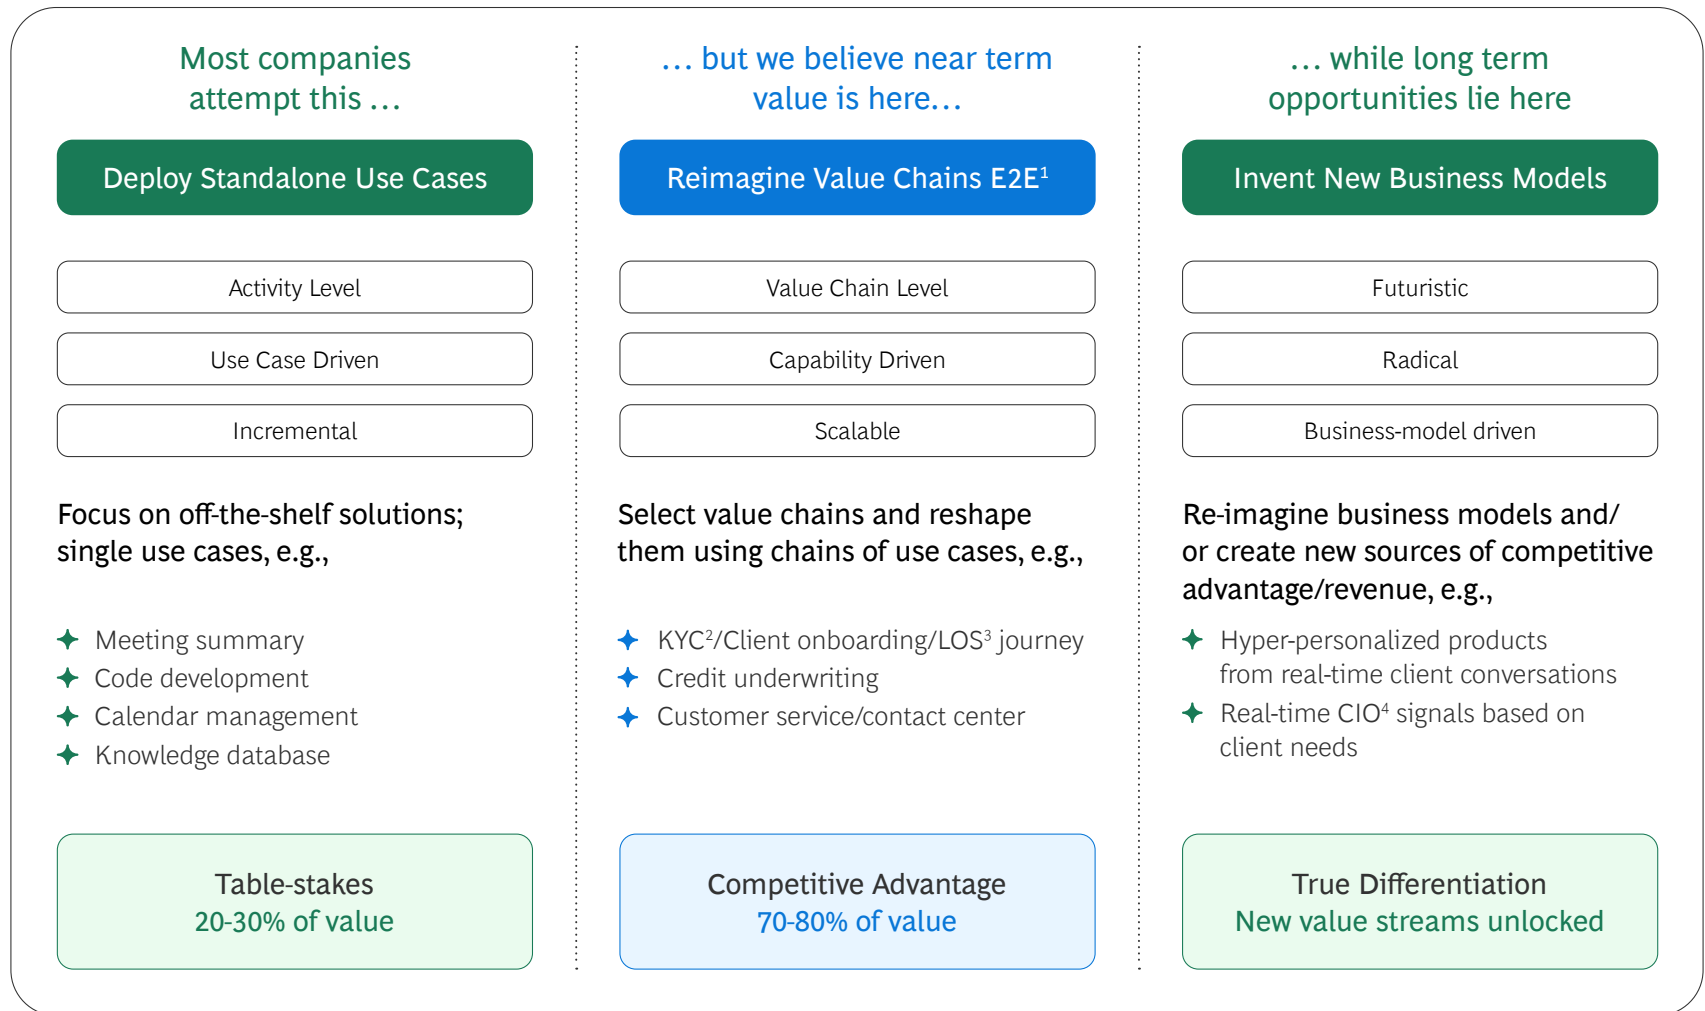 Most companies
attempt this …
Deploy Standalone Use Cases
Activity Level
Use Case Driven
Incremental
Focus on off-the-shelf solutions;
single use cases, e.g.,
Meeting summary
Code development
Calendar management
Knowledge database
Table-stakes
20-30% of value
… but we believe near term
value is here…
Reimagine Value Chains E2E¹
Value Chain Level
Capability Driven
Scalable
Select value chains and reshape
them using chains of use cases, e.g.,
KYC²/Client onboarding/LOS³ journey
Credit underwriting
Customer service/contact center
Competitive Advantage
70-80% of value
… while long term
opportunities lie here
Invent New Business Models
Futuristic
Radical
Business-model driven
Re-imagine business models and/
or create new sources of competitive
advantage/revenue, e.g.,
Hyper-personalized products
from real-time client conversations
Real-time CIO⁴ signals based on
client needs
True Differentiation
New value streams unlocked